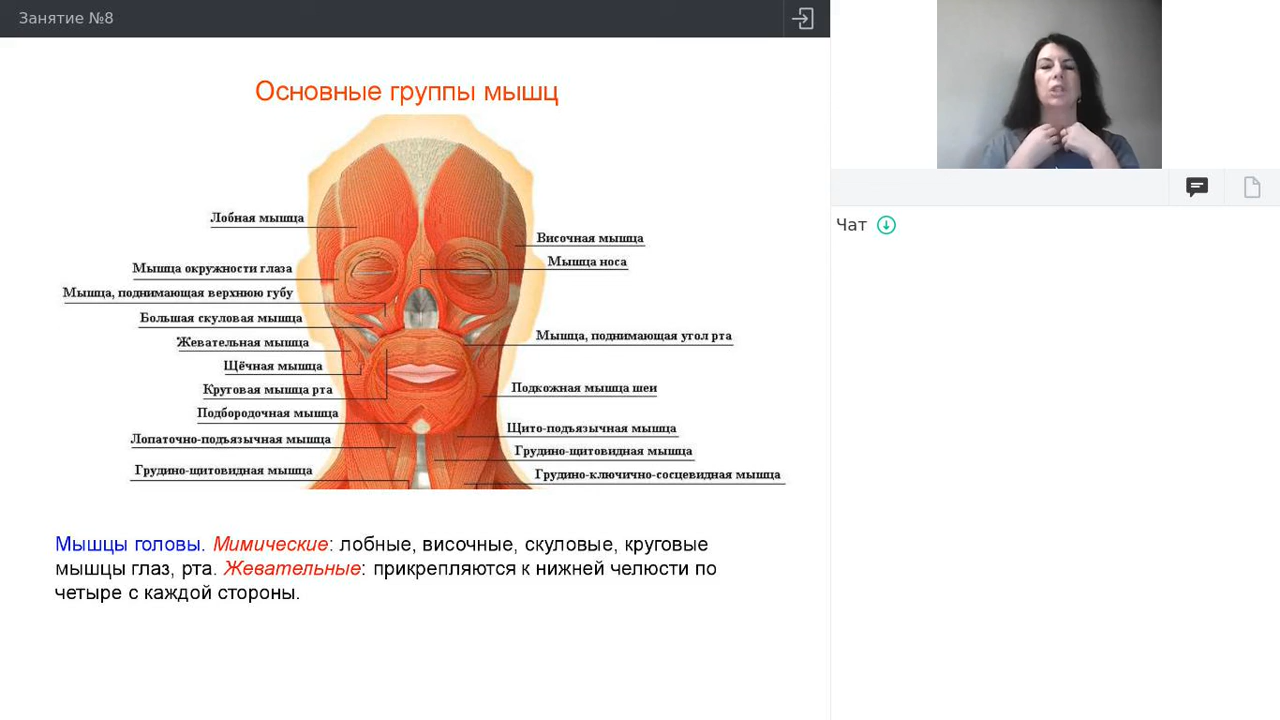 Занятие №8
Основные группы мышц
Лобная мышца
Височная мышца
Мышца носа
Мышца окружности глаза
Мышца, поднимающая верхнюю губу
Большая скуловая мышца
Мышца, поднимающая угол рта
Жевательная мышца
Щёчная мышца
Круговая мышца рта
Подкожная мышца шеи
Подбородочная мышца
Щито-подъязычная мышца
Лопаточно-подъязычная мышца
Грудино-щитовидная мышца
Грудино-щитовидная мышца
Грудино-ключично-сосцевидная мышца
Мышцы головы. Мимические: лобные, височные, скуловые, круговые
мышцы глаз, рта. Жевательные: прикрепляются к нижней челюсти по
четыре с каждой стороны.
Чат